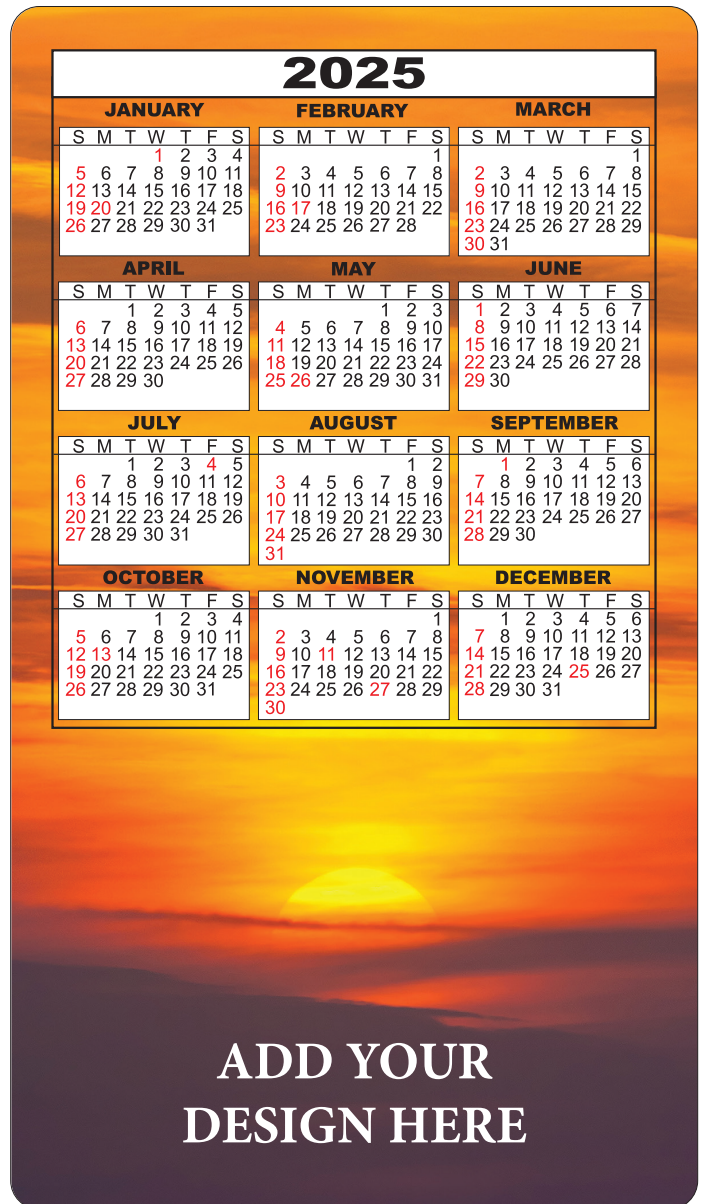 2025
JANUARY FEBRUARY MARCH
S M T W T F S S M T W T F S S M T W T F S
1 2 3 4 1 1
5 6 7 8 9 10 11 2 3 4 5 6 7 8 2 3 4 5 6 7 8
12 13 14 15 16 17 18 9 10 11 12 13 14 15 9 10 11 12 13 14 15
19 20 21 22 23 24 25 16 17 18 19 20 21 22 16 17 18 19 20 21 22
26 27 28 29 30 31 23 24 25 26 27 28 23 24 25 26 27 28 29
30 31
APRIL MAY JUNE
S M T W T F S S M T W T F S S M T W T F S
1 2 3 4 5 1 2 3 1 2 3 4 5 6 7
6 7 8 9 10 11 12 4 5 6 7 8 9 10 8 9 10 11 12 13 14
13 14 15 16 17 18 19 11 12 13 14 15 16 17 15 16 17 18 19 20 21
20 21 22 23 24 25 26 18 19 20 21 22 23 24 22 23 24 25 26 27 28
27 28 29 30 25 26 27 28 29 30 31 29 30
JULY AUGUST SEPTEMBER
S M T W T F S S M T W T F S S M T W T F S
1 2 3 4 5 1 2 1 2 3 4 5 6
6 7 8 9 10 11 12 3 4 5 6 7 8 9 7 8 9 10 11 12 13
13 14 15 16 17 18 19 10 11 12 13 14 15 16 14 15 16 17 18 19 20
20 21 22 23 24 25 26 17 18 19 20 21 22 23 21 22 23 24 25 26 27
27 28 29 30 31 24 25 26 27 28 29 30 28 29 30
31
OCTOBER NOVEMBER DECEMBER
S M T W T F S S M T W T F S S M T W T F S
1 2 3 4 1 1 2 3 4 5 6
5 6 7 8 9 10 11 2 3 4 5 6 7 8 7 8 9 10 11 12 13
12 13 14 15 16 17 18 9 10 11 12 13 14 15 14 15 16 17 18 19 20
19 20 21 22 23 24 25 16 17 18 19 20 21 22 21 22 23 24 25 26 27
26 27 28 29 30 31 23 24 25 26 27 28 29 28 29 30 31
30
ADD YOUR
DESIGN HERE